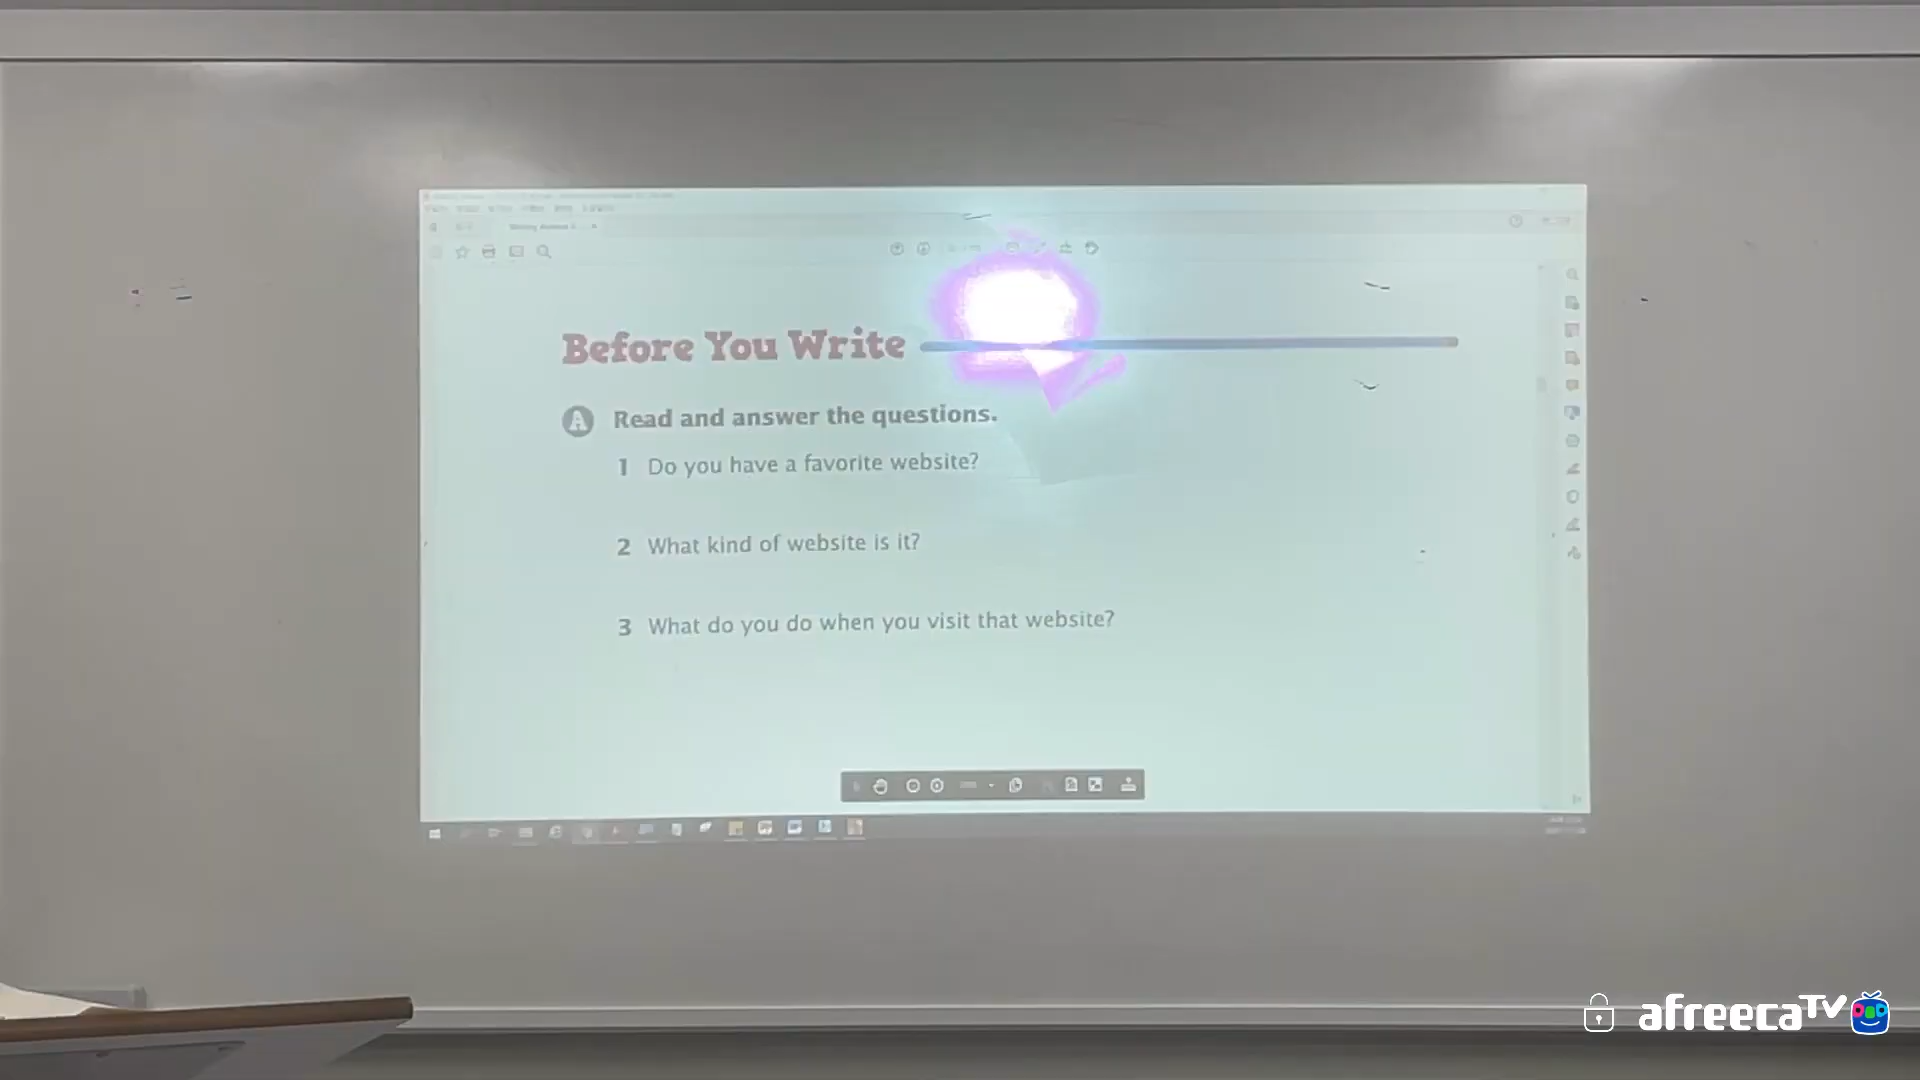 Before You Write
A Read and answer the questions.
1 Do you have a favorite website?
2 What kind of website is it?
3 What do you do when you visit that website?
afreecaTV